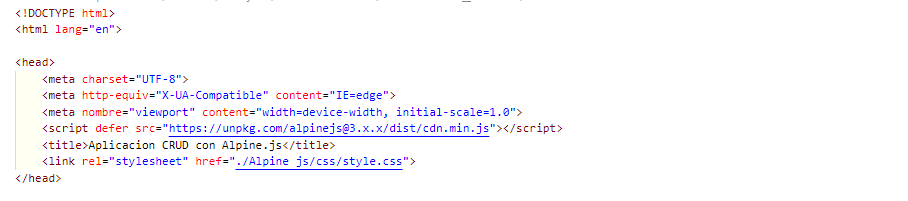 <!DOCTYPE html>
<html lang="en">
<head>
<meta charset="UTF-8">
<meta http-equiv="X-UA-Compatible" content="IE=edge">
<meta nombre="viewport" content="width=device-width, initial-scale=1.0">
<script defer src="https://unpkg.com/alpinejs@3.x.x/dist/cdn.min.js"></script>
<title>Aplicacion CRUD con Alpine.js</title>
<link rel="stylesheet" href="./Alpine js/css/style.css">
</head>